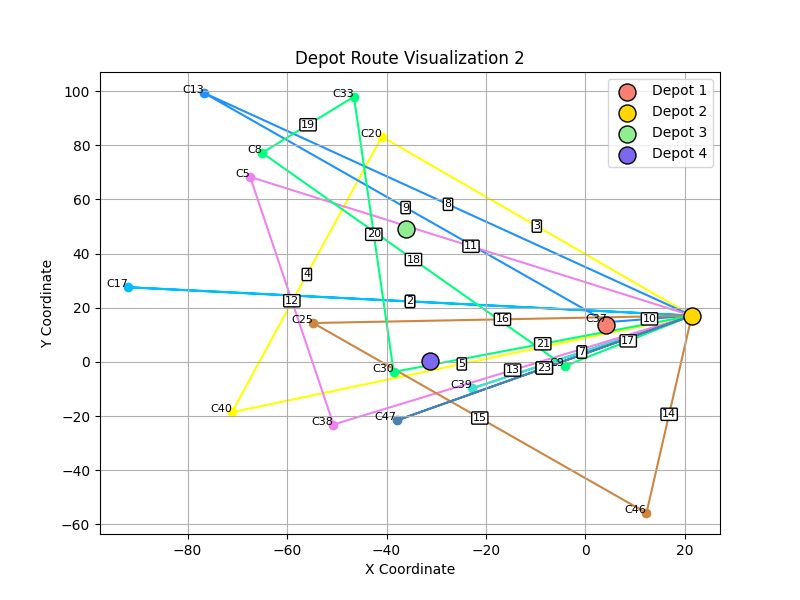 Depot Route Visualization 2
Depot 1
Depot 2
Depot 3
Depot 4
Y Coordinate
100
80
60
40
20
0
−20
−40
−60
C13
C33
19
C20
C8
C5
9
8
3
20
11
18
4
C17
12
2
C25
16
C37
10
21
17
7
C30
5
13
23
C9
C39
C40
C38
C47
15
14
C46
−80
−60
−40
−20
0
20
X Coordinate